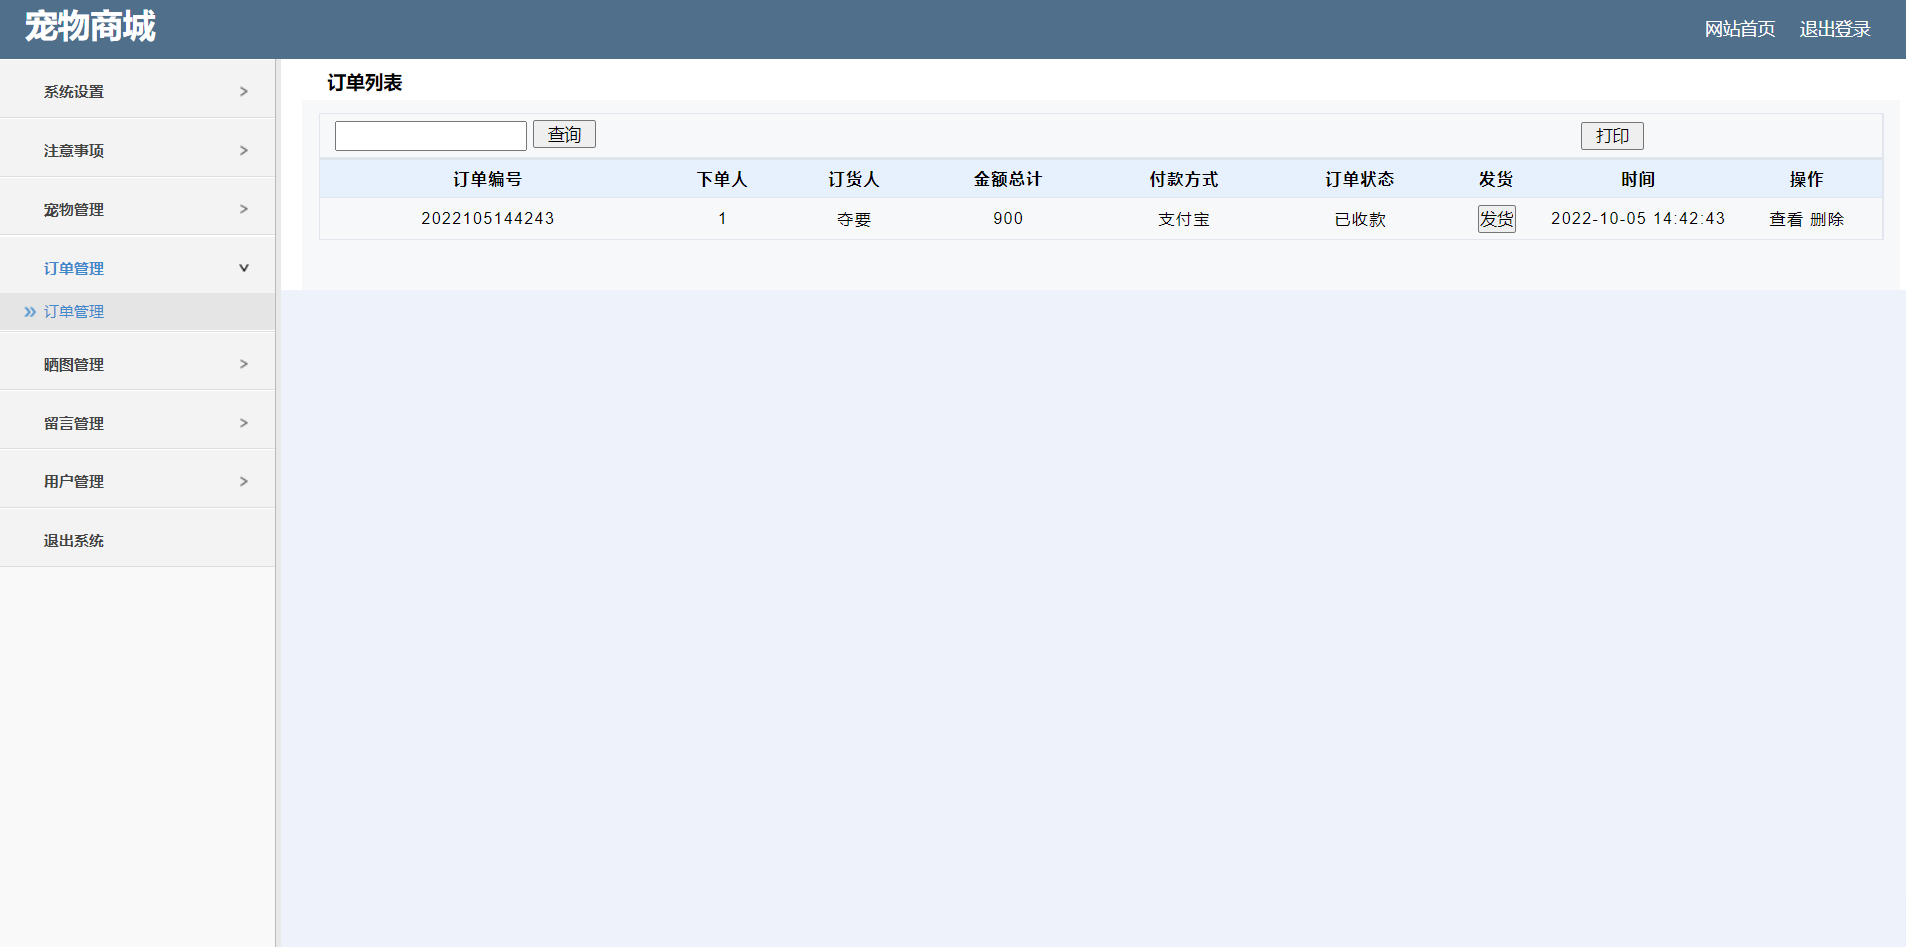 宠物商城
网站首页 退出登录
系统设置
注意事项
宠物管理
订单管理
订单管理
晒图管理
留言管理
用户管理
退出系统
订单列表
查询 打印
订单编号 下单人 订货人 金额总计 付款方式 订单状态 发货 时间 操作
2022105144243 1 夺要 900 支付宝 已收款 发货 2022-10-05 14:42:43 查看 删除